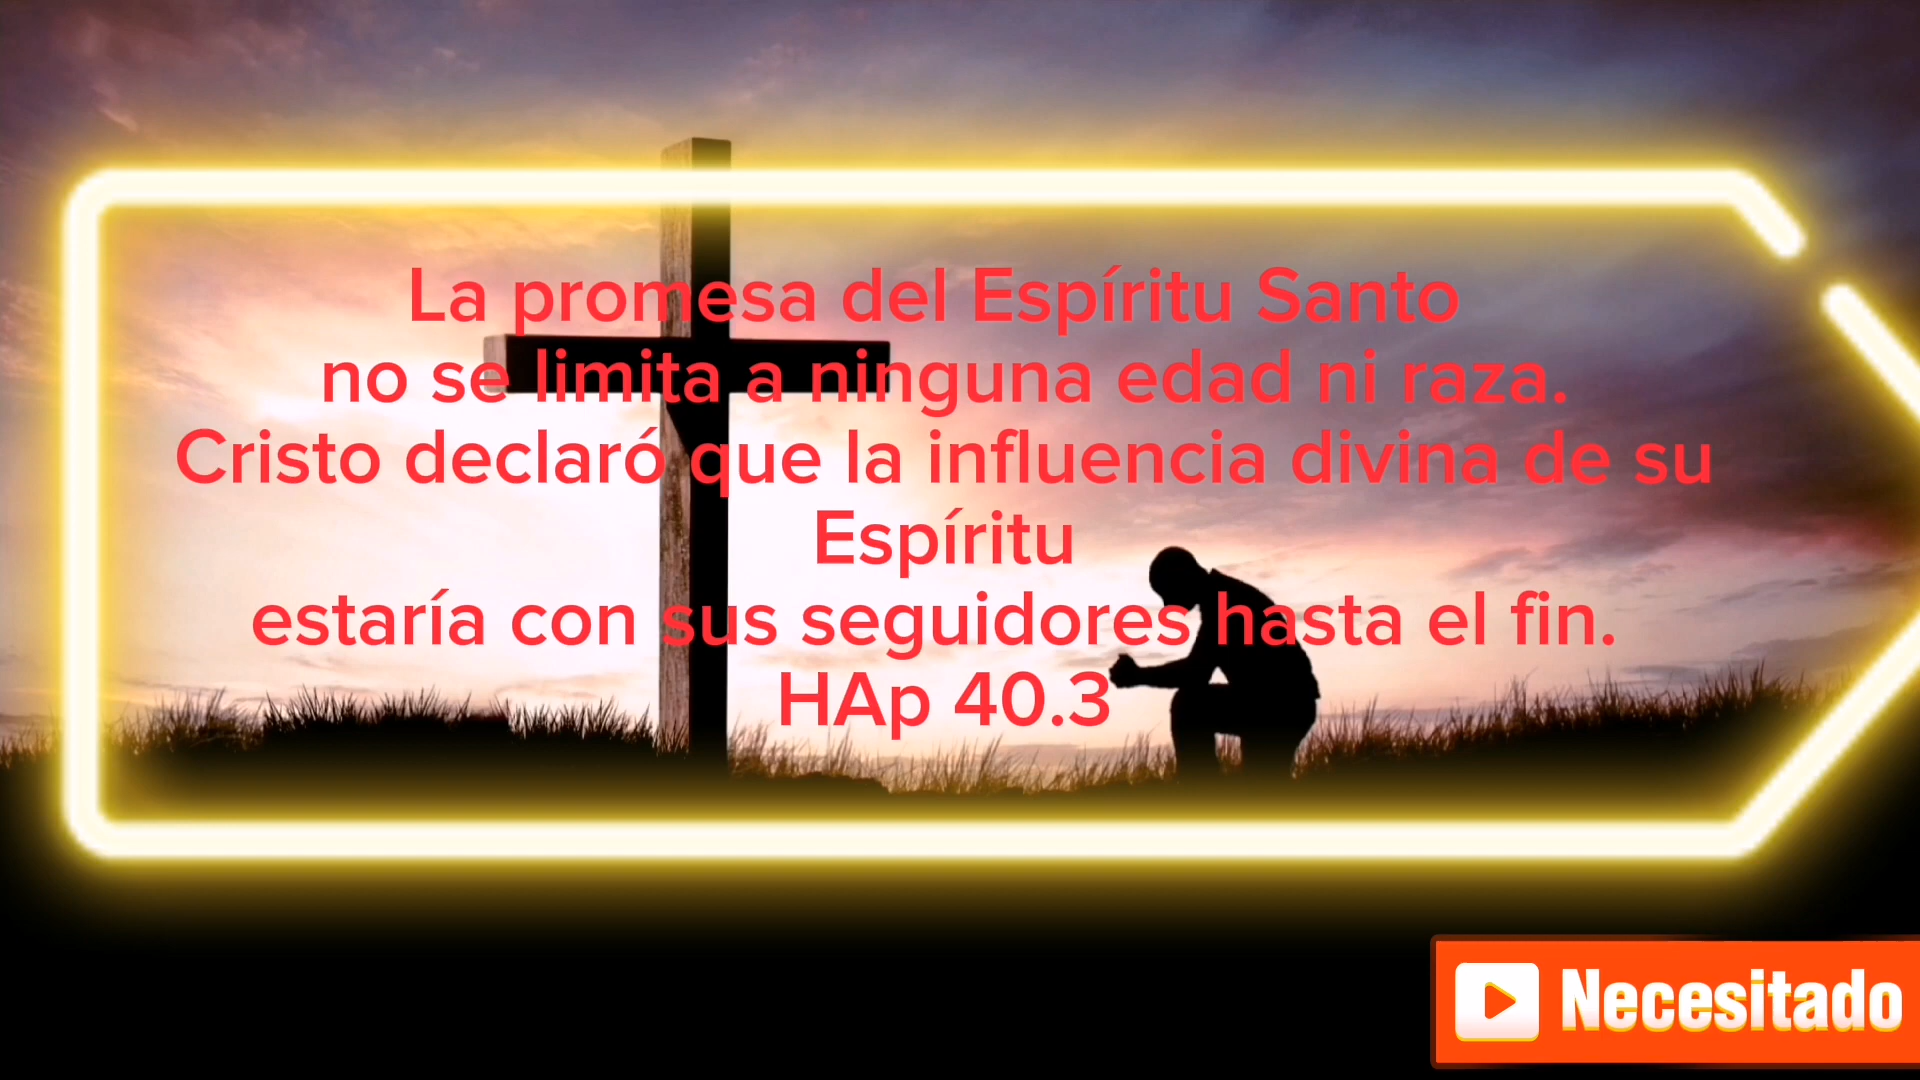 La promesa del Espíritu Santo
no se limita a ninguna edad ni raza.
Cristo declaró que la influencia divina de su
Espíritu
estaría con sus seguidores hasta el fin.
HAp 40.3
Necesitado